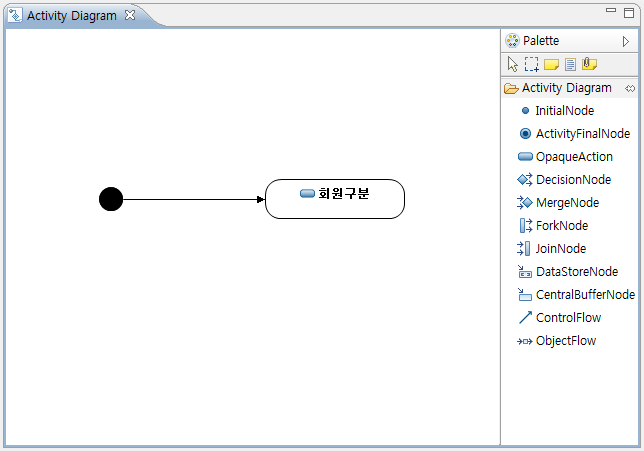 Activity Diagram
Palette
Activity Diagram
InitialNode
ActivityFinalNode
OpaqueAction
DecisionNode
MergeNode
ForkNode
JoinNode
DataStoreNode
CentralBufferNode
ControlFlow
ObjectFlow
회원구분